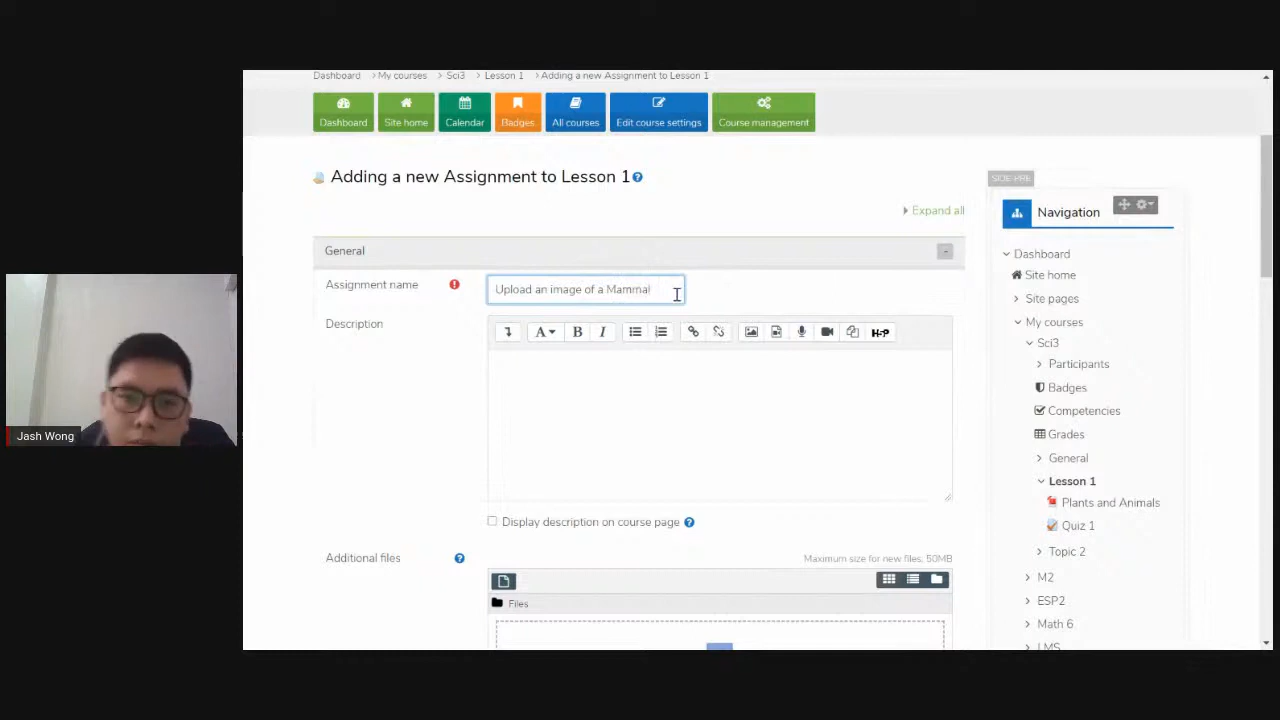 Dashboard > My courses > Sci3 > Lesson 1 > Adding a new Assignment to Lesson 1
Dashboard Site home Calendar Badges All courses Edit course settings Course management
Adding a new Assignment to Lesson 1
SIDE-PRE
Navigation
Expand all
General
Assignment name
Upload an image of a Mammal
Description
A B I H-P
Display description on course page
Additional files
Maximum size for new files: 50MB
Files
Dashboard
Site home
Site pages
My courses
Sci3
Participants
Badges
Competencies
Grades
General
Lesson 1
Plants and Animals
Quiz 1
Topic 2
M2
ESP2
Math 6
LMS
Jash Wong